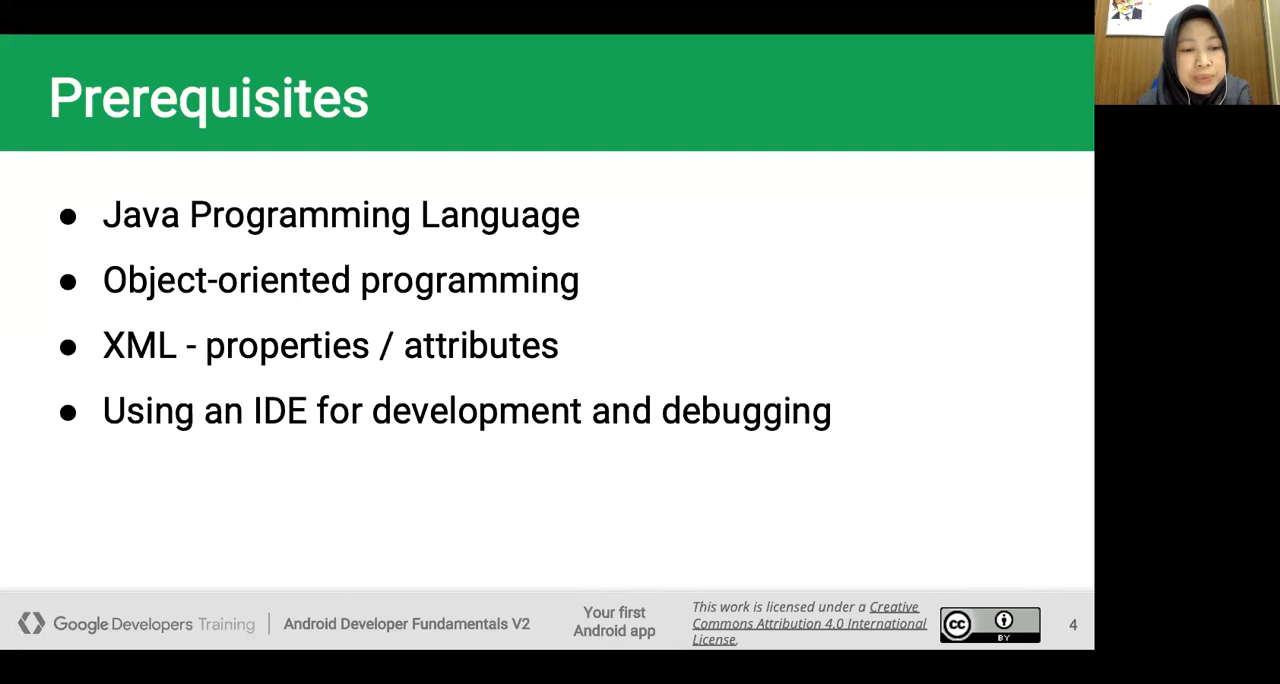 Prerequisites
● Java Programming Language
● Object-oriented programming
● XML - properties / attributes
● Using an IDE for development and debugging
Google Developers Training
Android Developer Fundamentals V2
Your first
Android app
This work is licensed under a Creative
Commons Attribution 4.0 International
License.
cc
BY
4